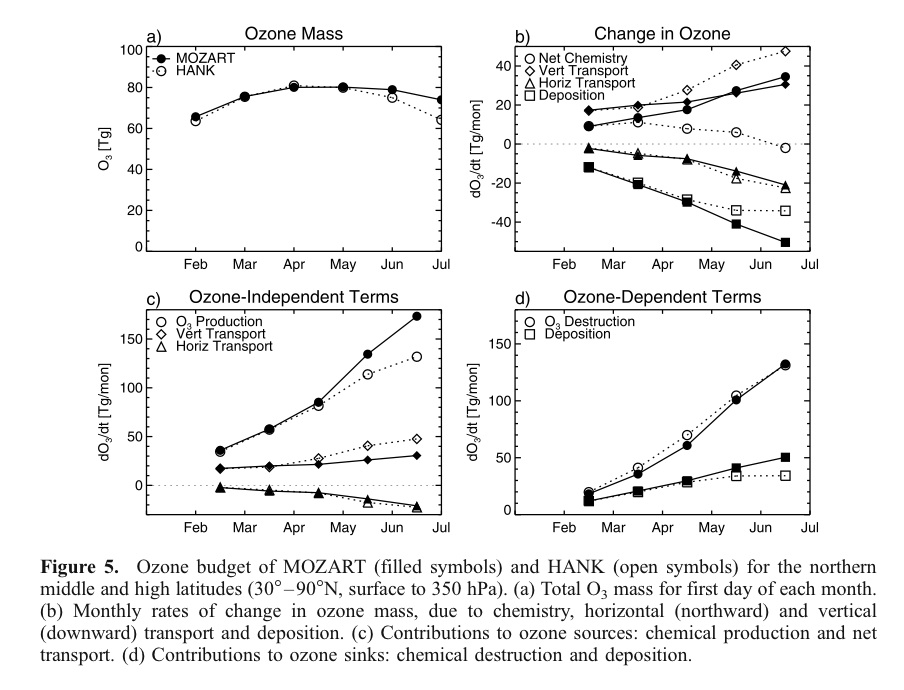 a)
Ozone Mass
100
80
60
40
20
0
O3 [Tg]
MOZART
HANK
Feb Mar Apr May Jun Jul
b)
Change in Ozone
40
20
0
-20
-40
dO3/dt [Tg/mon]
Net Chemistry
Vert Transport
Horiz Transport
Deposition
Feb Mar Apr May Jun Jul
c)
Ozone-Independent Terms
150
100
50
0
dO3/dt [Tg/mon]
O3 Production
Vert Transport
Horiz Transport
Feb Mar Apr May Jun Jul
d)
Ozone-Dependent Terms
150
100
50
0
dO3/dt [Tg/mon]
O3 Destruction
Deposition
Feb Mar Apr May Jun Jul
Figure 5. Ozone budget of MOZART (filled symbols) and HANK (open symbols) for the northern
middle and high latitudes (30°–90°N, surface to 350 hPa). (a) Total O3 mass for first day of each month.
(b) Monthly rates of change in ozone mass, due to chemistry, horizontal (northward) and vertical
(downward) transport and deposition. (c) Contributions to ozone sources: chemical production and net
transport. (d) Contributions to ozone sinks: chemical destruction and deposition.